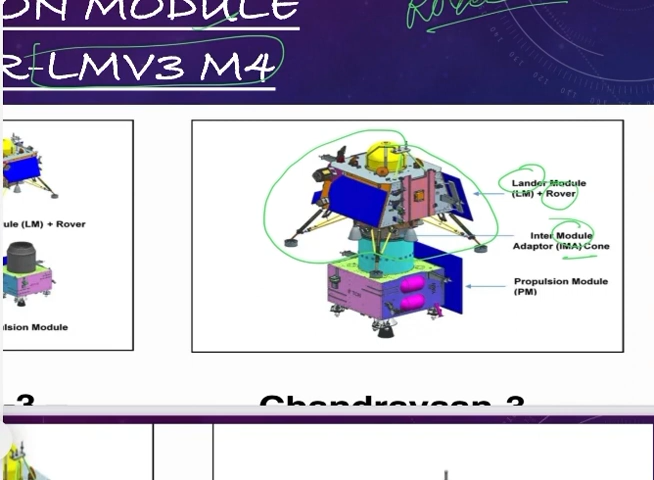 ON MODULE
R-LMV3 M4
Lander Module
(LM) + Rover
ule (LM) + Rover
Inter Module
Adaptor (IMA) Cone
Propulsion Module
(PM)
lsion Module
-3
Chandrayaan-3